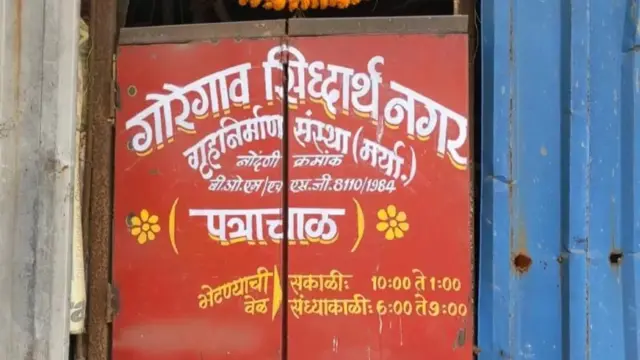 गोरेगाव सिध्दार्थ नगर
गृहनिर्माण संस्था (मर्या.)
नोंदणी क्रमांक
बी.ओ.एम/एच.एस.जी.8110/1984
(पत्राचाळ)
भेटण्याची वेळ
सकाळी: 10:00 ते 1:00
संध्याकाळी: 6:00 ते 9:00